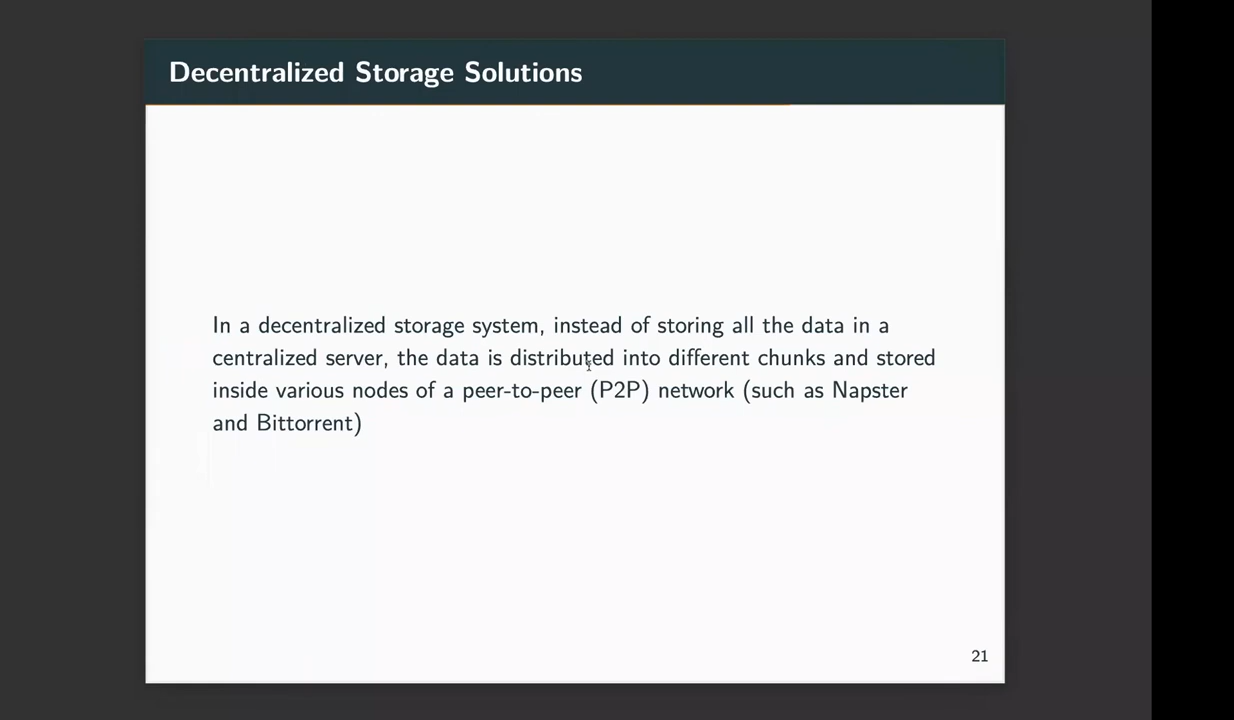 Decentralized Storage Solutions
In a decentralized storage system, instead of storing all the data in a
centralized server, the data is distributed into different chunks and stored
inside various nodes of a peer-to-peer (P2P) network (such as Napster
and Bittorrent)
21